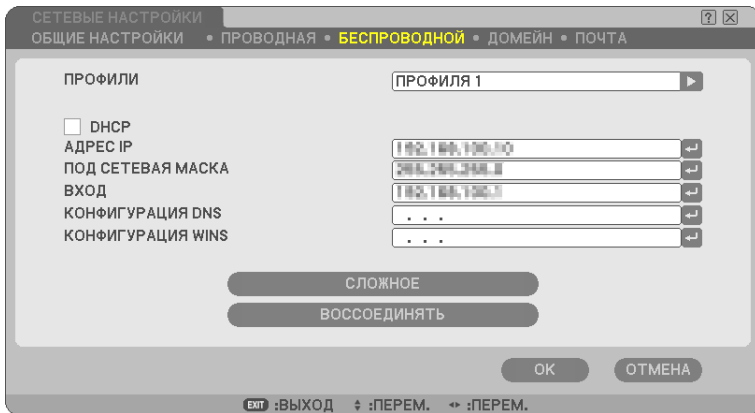 СЕТЕВЫЕ НАСТРОЙКИ
ОБЩИЕ НАСТРОЙКИ • ПРОВОДНАЯ • БЕСПРОВОДНОЙ • ДОМЕЙН • ПОЧТА
ПРОФИЛИ ПРОФИЛЯ 1
DHCP
АДРЕС IP
ПОД СЕТЕВАЯ МАСКА
ВХОД
КОНФИГУРАЦИЯ DNS . . .
КОНФИГУРАЦИЯ WINS . . .
СЛОЖНОЕ
ВОССОЕДИНЯТЬ
OK ОТМЕНА
EXIT :ВЫХОД :ПЕРЕМ. :ПЕРЕМ.